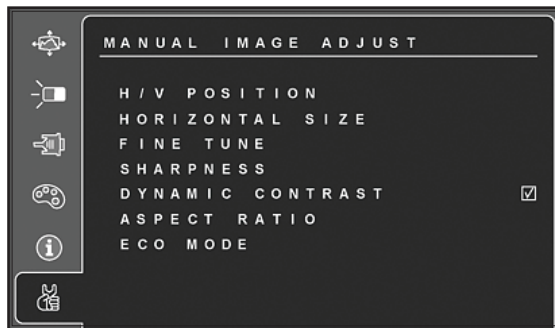 MANUAL IMAGE ADJUST
H/V POSITION
HORIZONTAL SIZE
FINE TUNE
SHARPNESS
DYNAMIC CONTRAST ☑
ASPECT RATIO
ECO MODE